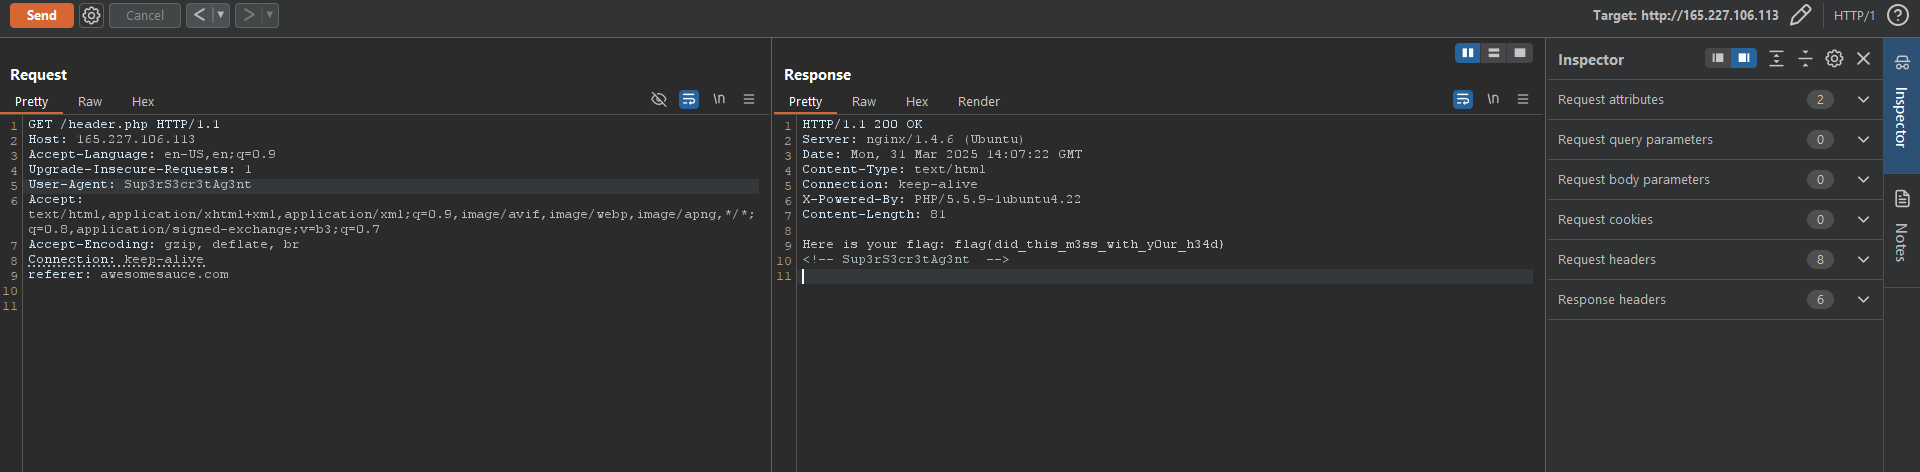 Send
Cancel
<
>
Target: http://165.227.106.113
HTTP/1
Request
Pretty Raw Hex
\n
1 GET /header.php HTTP/1.1
2 Host: 165.227.106.113
3 Accept-Language: en-US,en;q=0.9
4 Upgrade-Insecure-Requests: 1
5 User-Agent: Sup3rS3cr3tAg3nt
6 Accept:
text/html,application/xhtml+xml,application/xml;q=0.9,image/avif,image/webp,image/apng,*/*;
q=0.8,application/signed-exchange;v=b3;q=0.7
7 Accept-Encoding: gzip, deflate, br
8 Connection: keep-alive
9 referer: awesomesauce.com
10
11
Response
Pretty Raw Hex Render
\n
1 HTTP/1.1 200 OK
2 Server: nginx/1.4.6 (Ubuntu)
3 Date: Mon, 31 Mar 2025 14:07:22 GMT
4 Content-Type: text/html
5 Connection: keep-alive
6 X-Powered-By: PHP/5.5.9-1ubuntu4.22
7 Content-Length: 81
8
9 Here is your flag: flag{did_this_m3ss_with_y0ur_h34d}
10 <!-- Sup3rS3cr3tAg3nt  -->
11
Inspector
Request attributes 2
Request query parameters 0
Request body parameters 0
Request cookies 0
Request headers 8
Response headers 6
Inspector
Notes